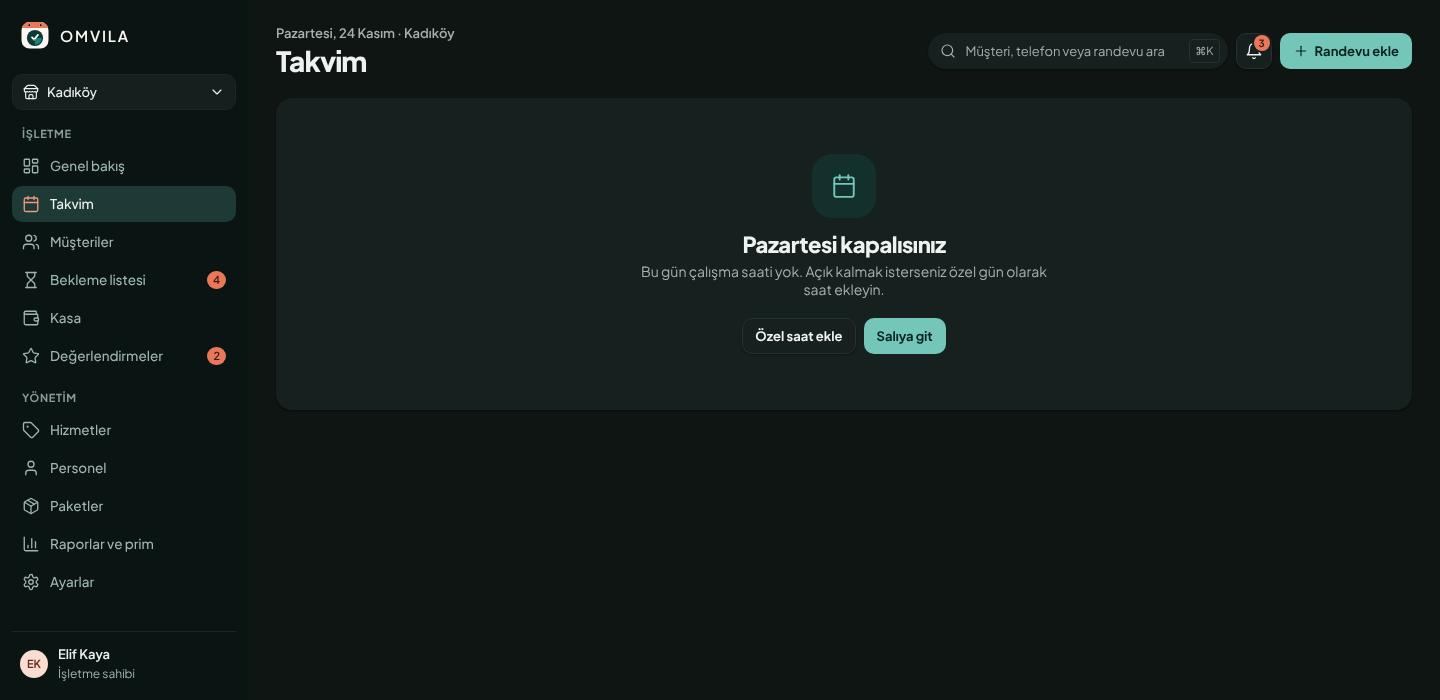 OMVILA
Kadıköy
İŞLETME
Genel bakış
Takvim
Müşteriler
Bekleme listesi 4
Kasa
Değerlendirmeler 2
YÖNETİM
Hizmetler
Personel
Paketler
Raporlar ve prim
Ayarlar
EK
Elif Kaya
İşletme sahibi
Pazartesi, 24 Kasım · Kadıköy
Takvim
Müşteri, telefon veya randevu ara ⌘K
3
Randevu ekle
Pazartesi kapalısınız
Bu gün çalışma saati yok. Açık kalmak isterseniz özel gün olarak
saat ekleyin.
Özel saat ekle
Salıya git